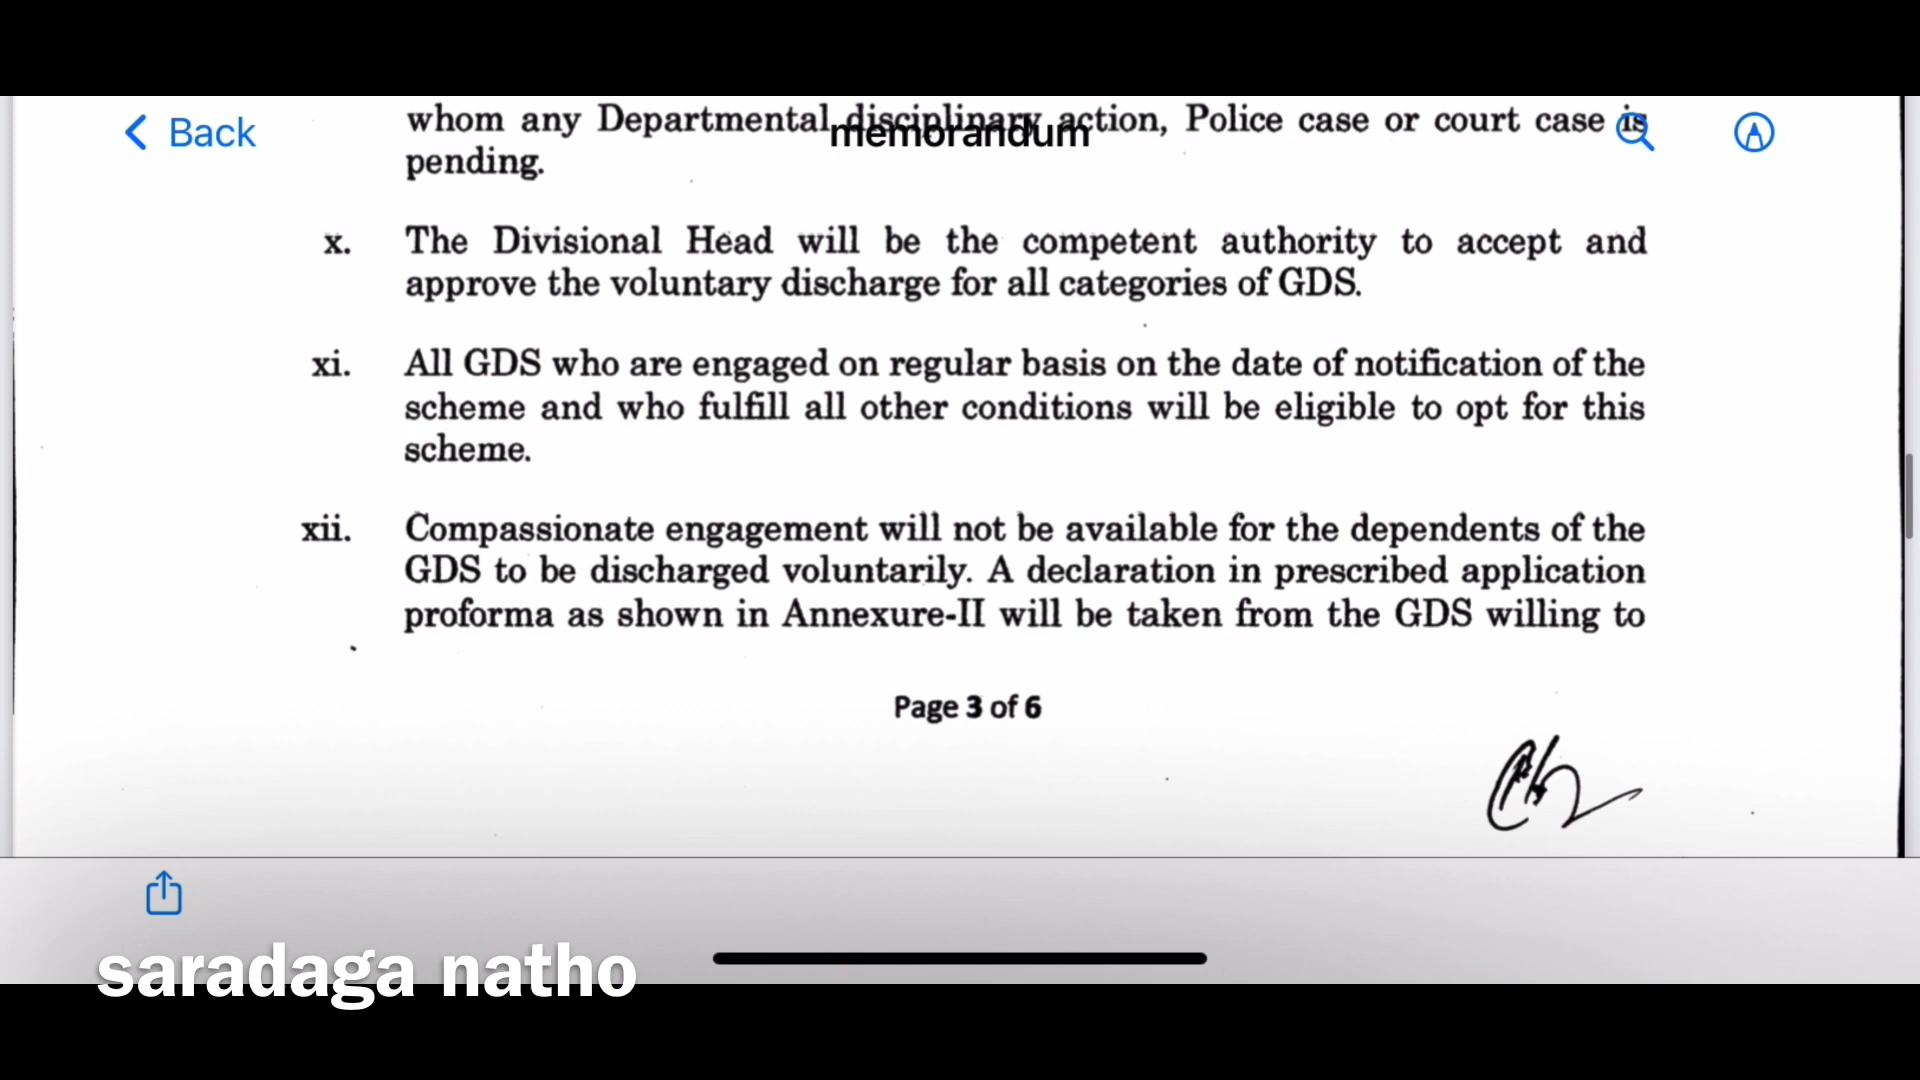 whom any Departmental disciplinary action, Police case or court case is
Back
memorandum
pending.
x. The Divisional Head will be the competent authority to accept and
approve the voluntary discharge for all categories of GDS.
xi. All GDS who are engaged on regular basis on the date of notification of the
scheme and who fulfill all other conditions will be eligible to opt for this
scheme.
xii. Compassionate engagement will not be available for the dependents of the
GDS to be discharged voluntarily. A declaration in prescribed application
proforma as shown in Annexure-II will be taken from the GDS willing to
Page 3 of 6
saradaga natho